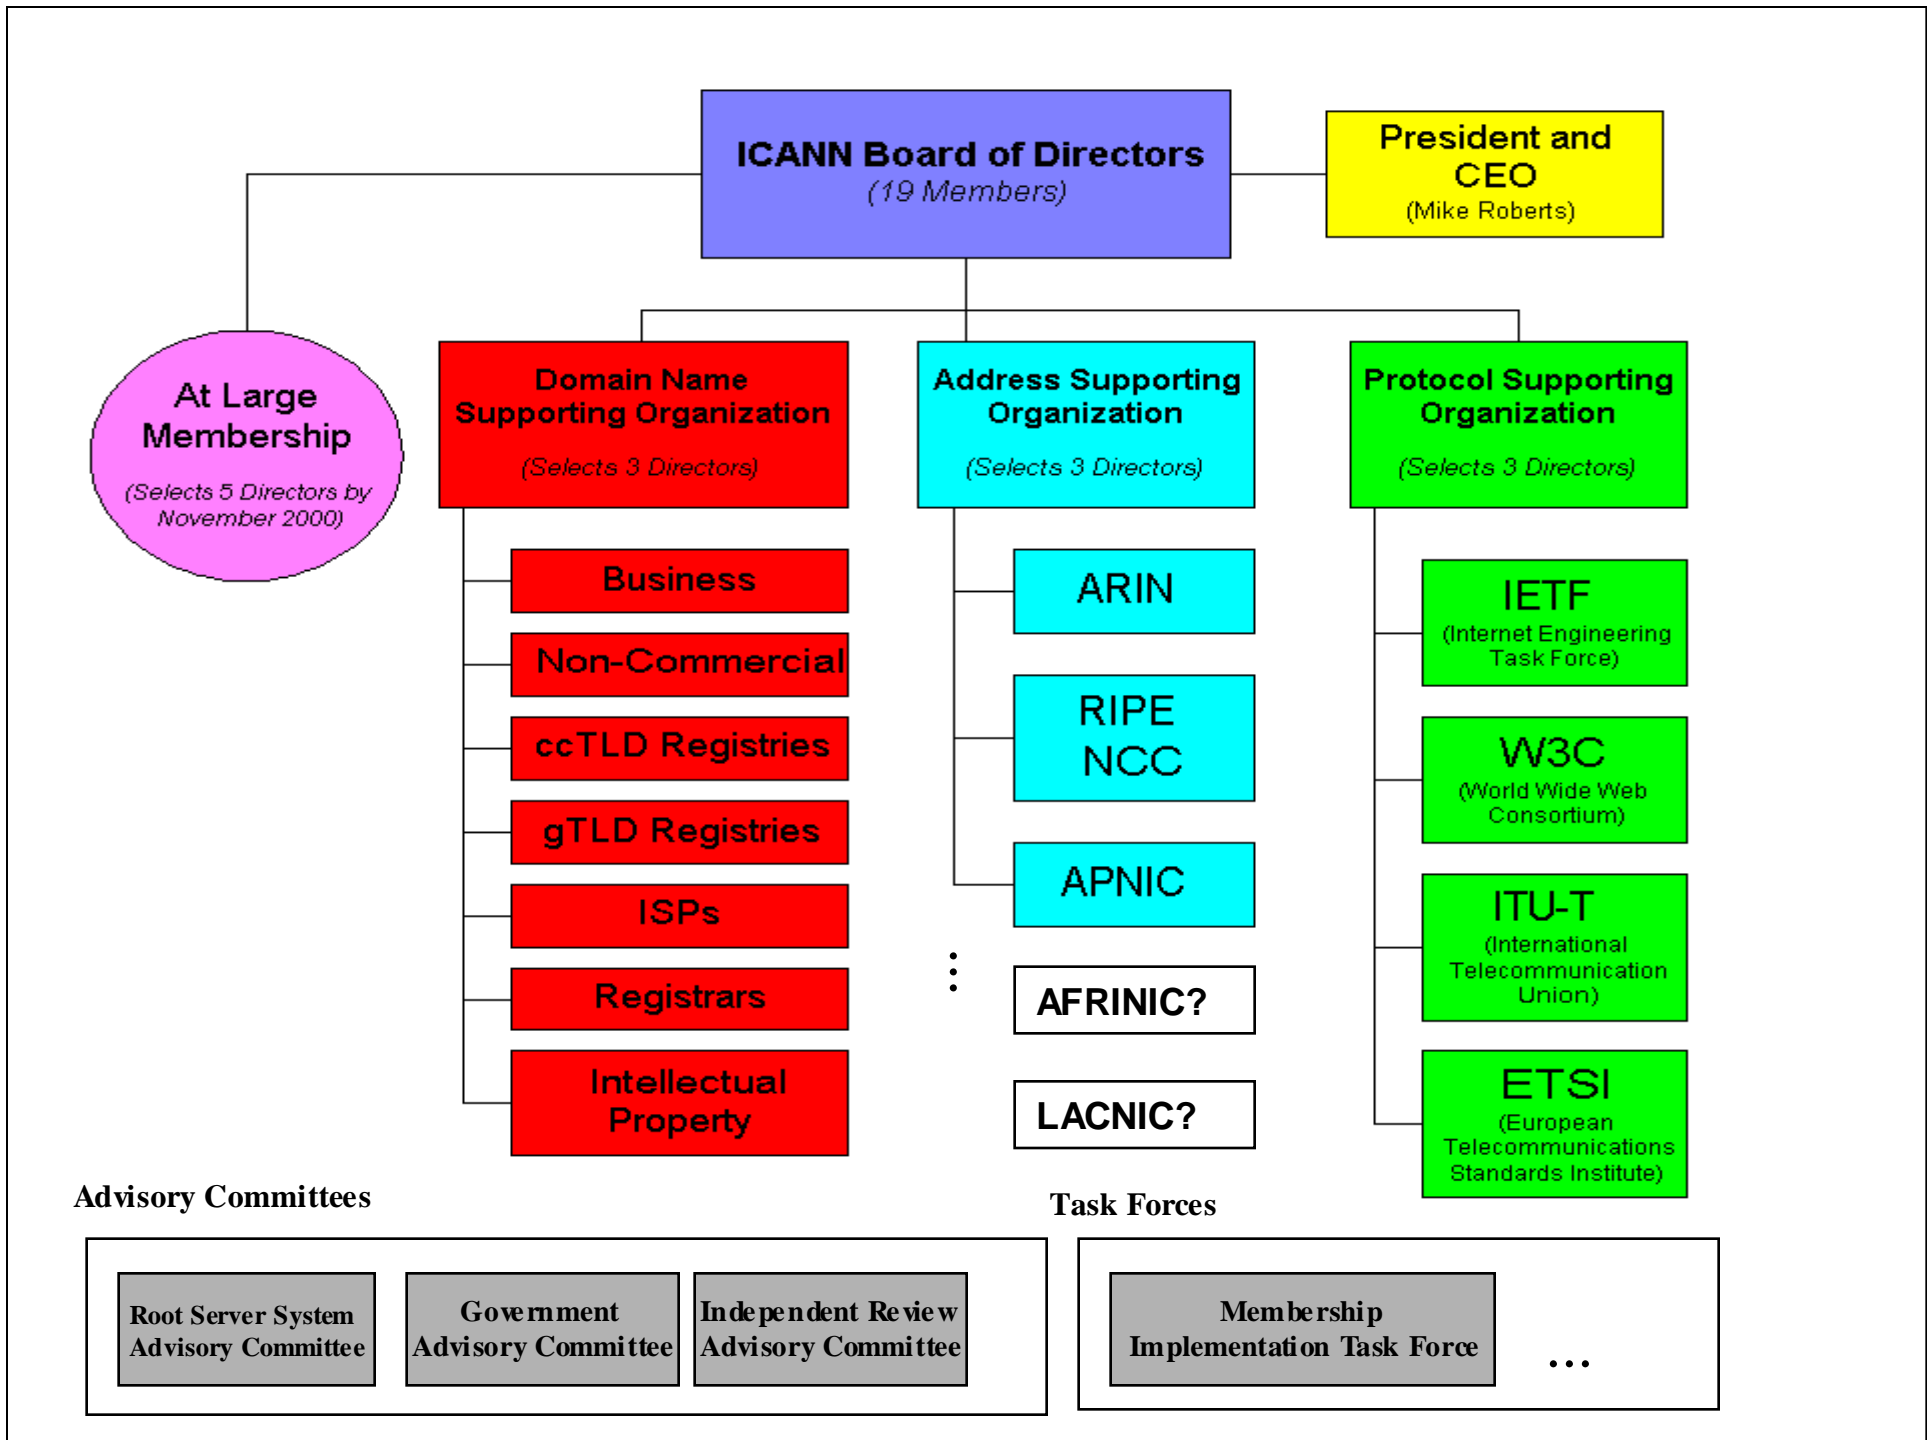 ICANN Board of Directors
(19 Members)
President and
CEO
(Mike Roberts)
At Large
Membership
(Selects 5 Directors by
November 2000)
Domain Name
Supporting Organization
(Selects 3 Directors)
Business
Non-Commercial
ccTLD Registries
gTLD Registries
ISPs
Registrars
Intellectual
Property
Address Supporting
Organization
(Selects 3 Directors)
ARIN
RIPE
NCC
APNIC
⋮
AFRINIC?
LACNIC?
Protocol Supporting
Organization
(Selects 3 Directors)
IETF
(Internet Engineering
Task Force)
W3C
(World Wide Web
Consortium)
ITU-T
(International
Telecommunication
Union)
ETSI
(European
Telecommunications
Standards Institute)
Advisory Committees
Root Server System
Advisory Committee
Government
Advisory Committee
Independent Review
Advisory Committee
Task Forces
Membership
Implementation Task Force
...